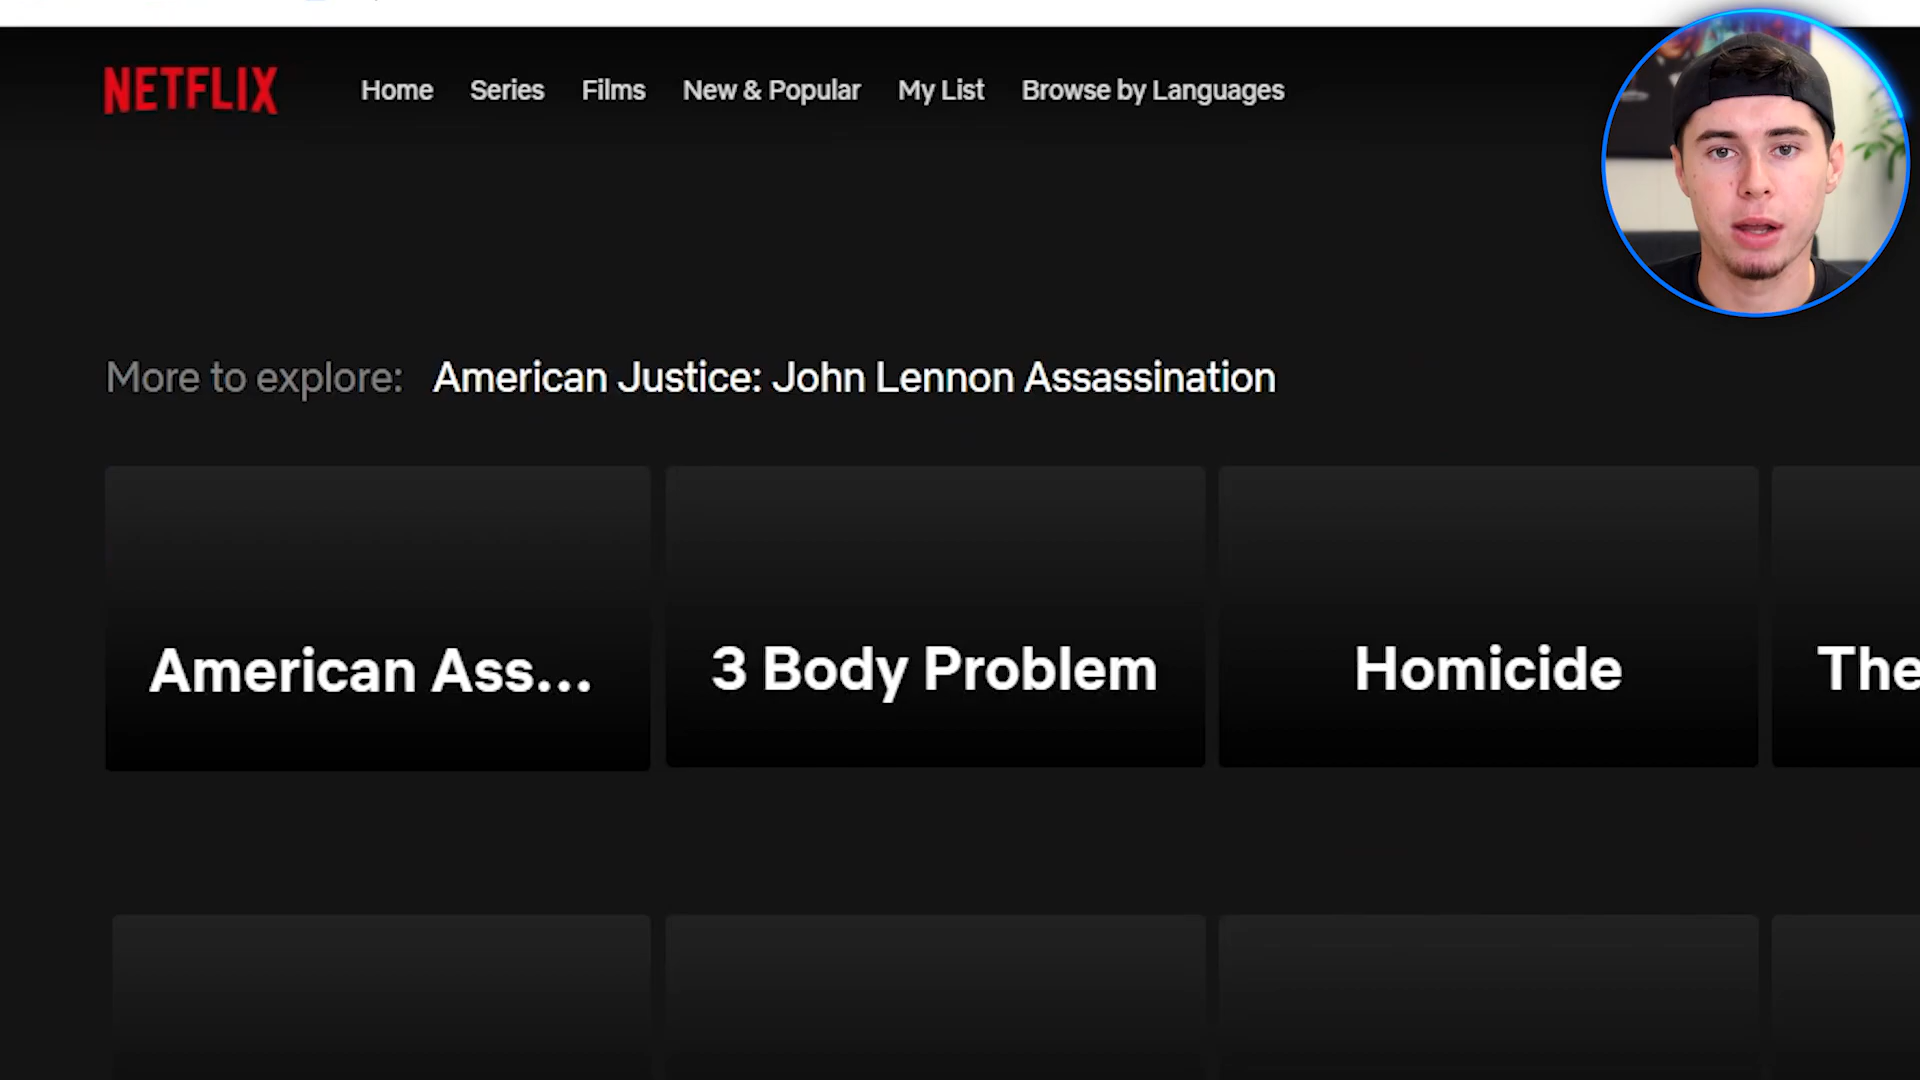 NETFLIX
Home Series Films New & Popular My List Browse by Languages
More to explore: American Justice: John Lennon Assassination
American Ass...
3 Body Problem
Homicide
The